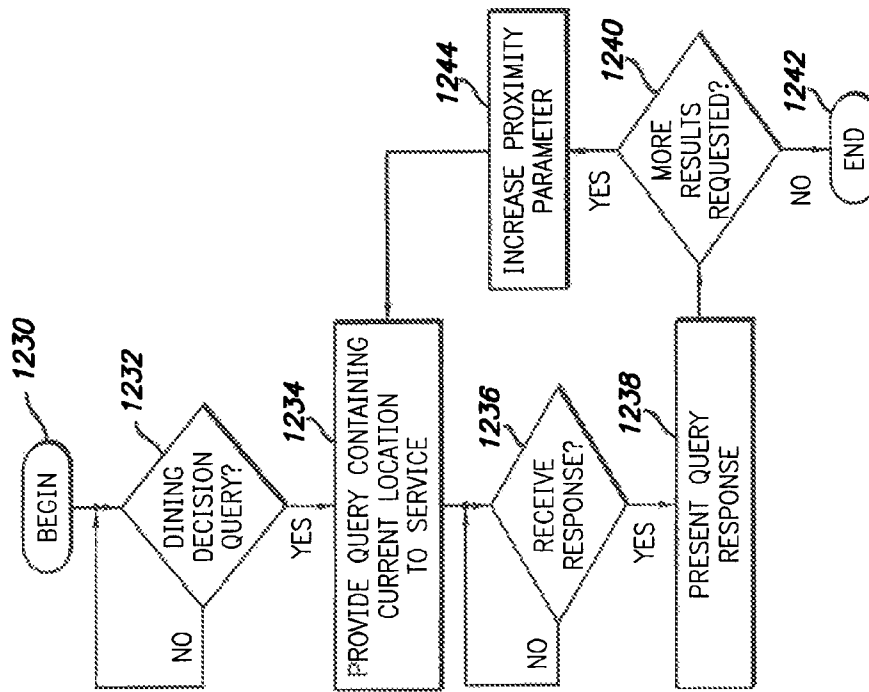 1230
BEGIN
1232
DINING
DECISION
QUERY?
NO
YES
1234
PROVIDE QUERY CONTAINING
CURRENT LOCATION
TO SERVICE
1236
RECEIVE
RESPONSE?
NO
YES
1238
PRESENT QUERY
RESPONSE
1240
MORE
RESULTS
REQUESTED?
YES
1244
INCREASE PROXIMITY
PARAMETER
NO
1242
END